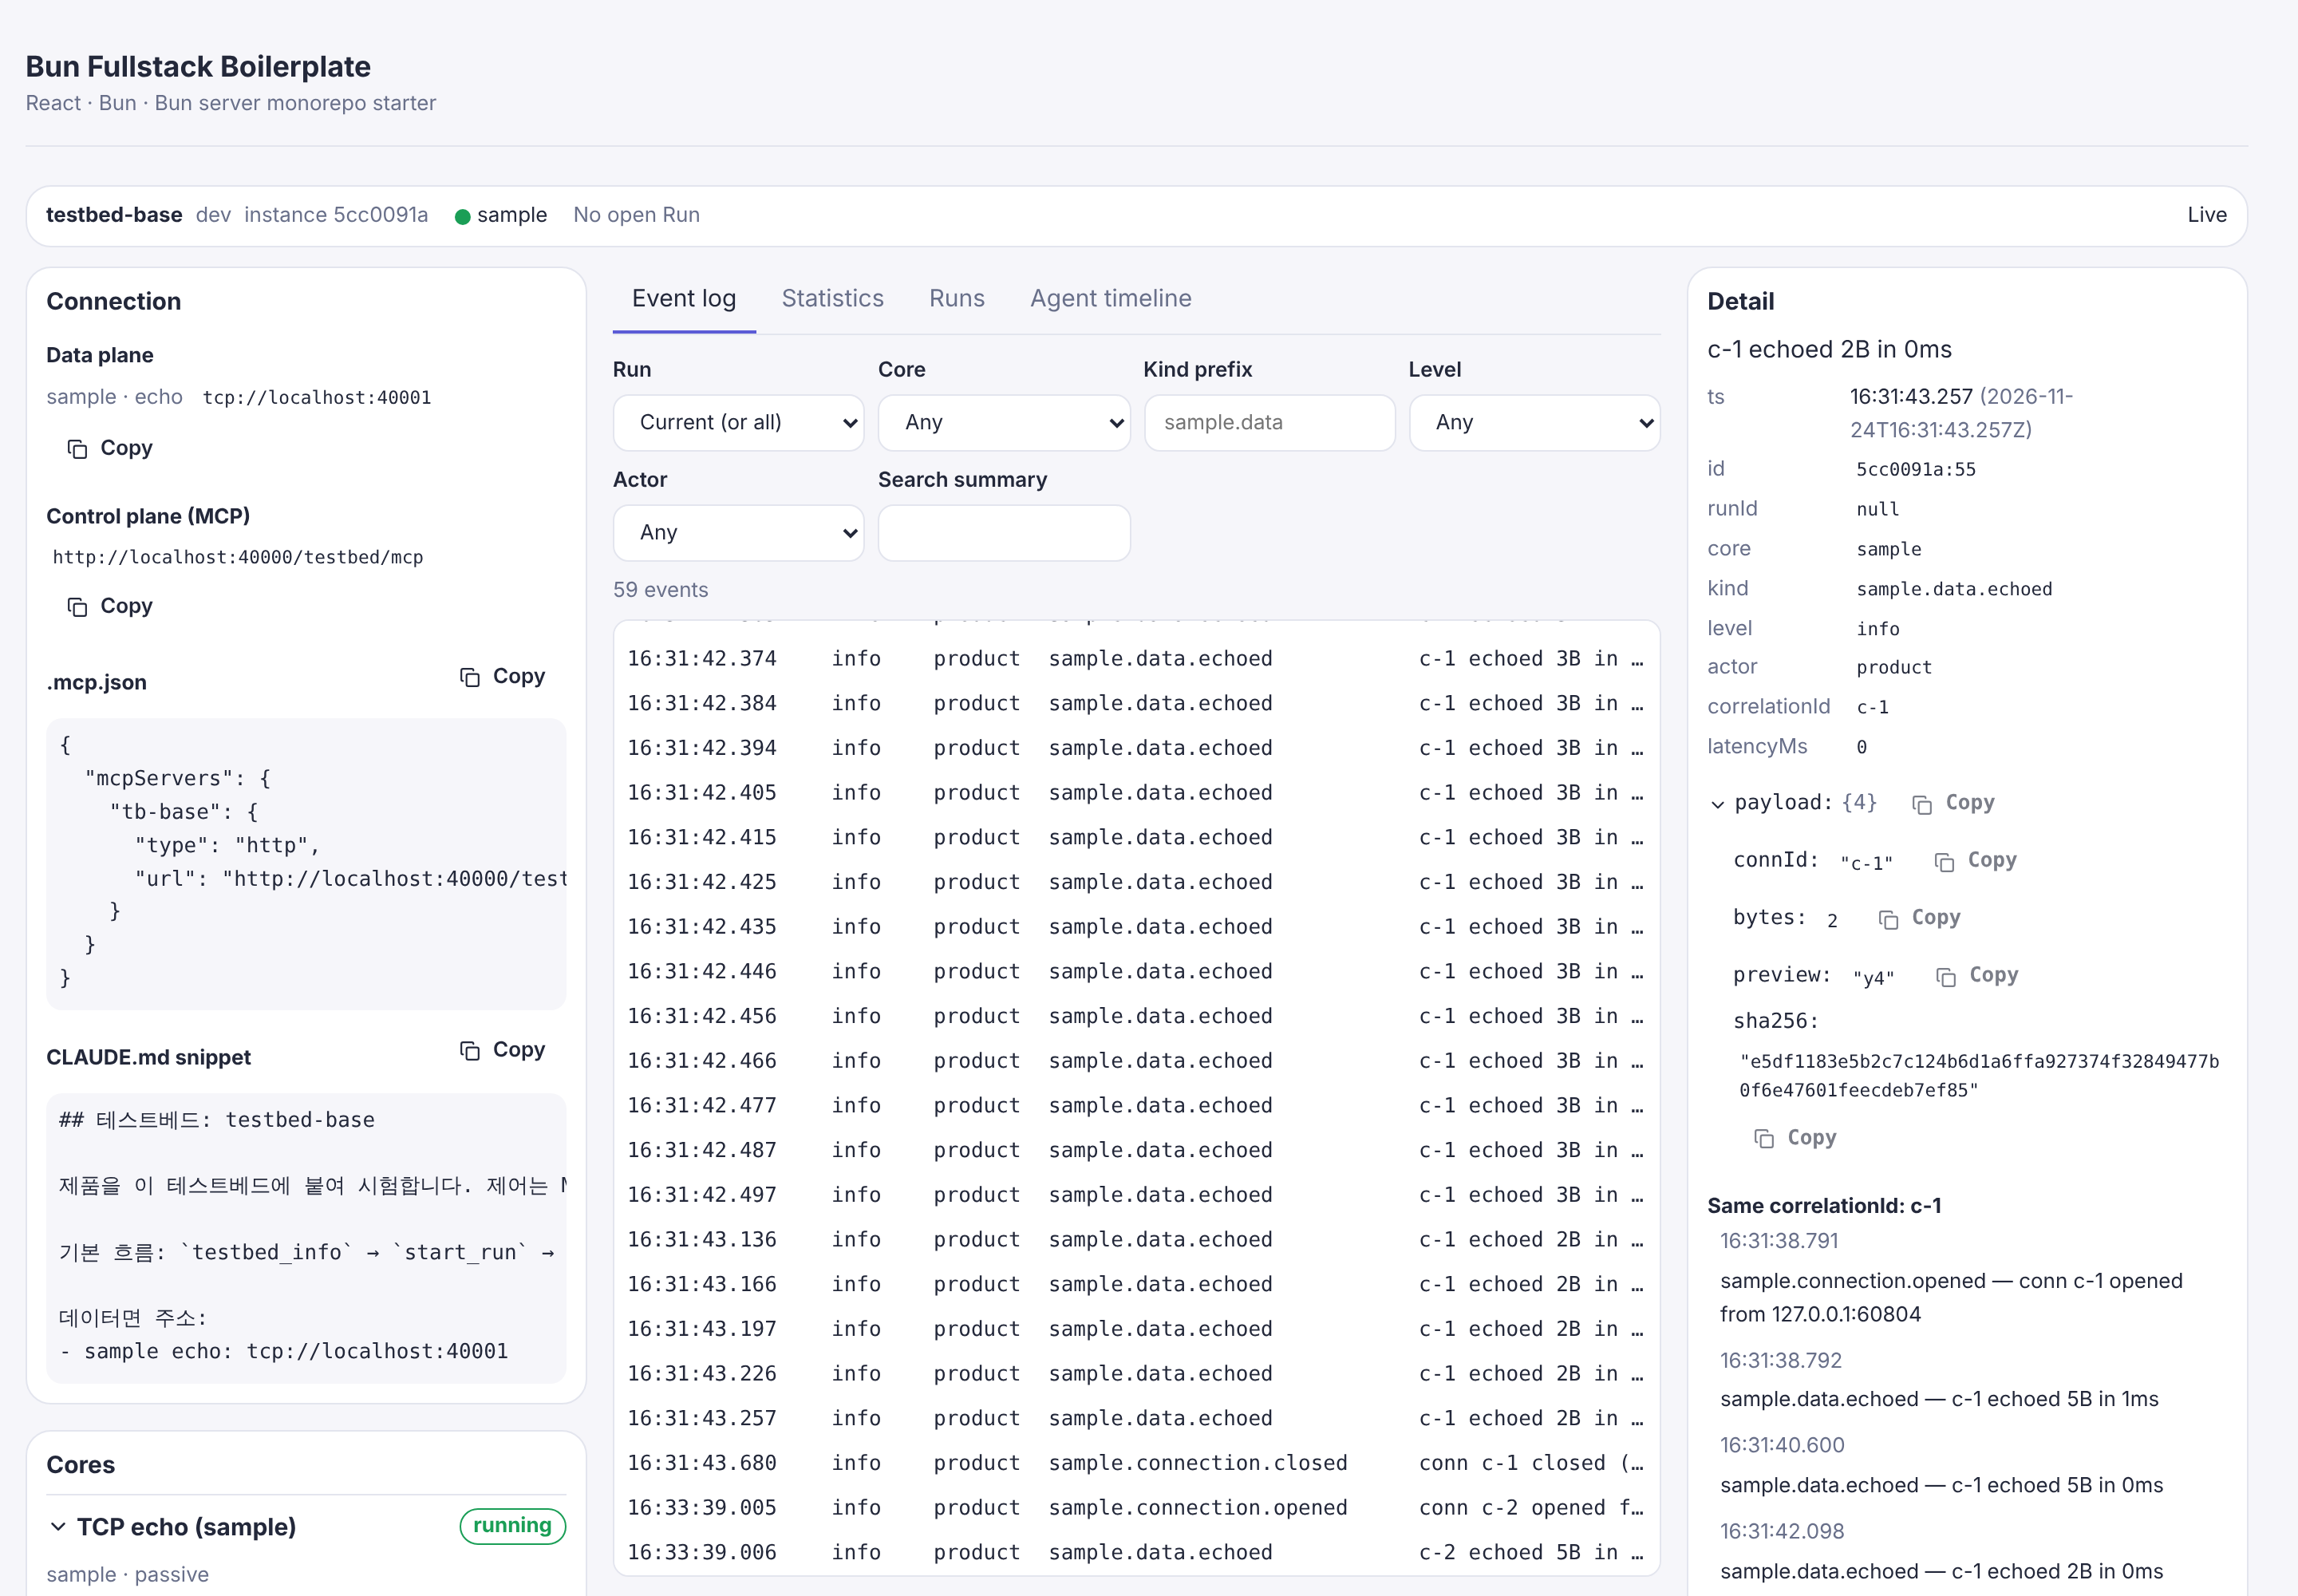 Bun Fullstack Boilerplate
React · Bun · Bun server monorepo starter
testbed-base dev instance 5cc0091a sample No open Run Live
Connection
Data plane
sample · echo tcp://localhost:40001
Copy
Control plane (MCP)
http://localhost:40000/testbed/mcp
Copy
.mcp.json Copy
{
"mcpServers": {
"tb-base": {
"type": "http",
"url": "http://localhost:40000/test
}
}
}
CLAUDE.md snippet Copy
## 테스트베드: testbed-base
제품을 이 테스트베드에 붙여 시험합니다. 제어는
기본 흐름: `testbed_info` → `start_run` →
데이터면 주소:
- sample echo: tcp://localhost:40001
Cores
TCP echo (sample) running
sample · passive
Event log Statistics Runs Agent timeline
Run Core Kind prefix Level
Current (or all) Any sample.data Any
Actor Search summary
Any
59 events
16:31:42.374 info product sample.data.echoed c-1 echoed 3B in …
16:31:42.384 info product sample.data.echoed c-1 echoed 3B in …
16:31:42.394 info product sample.data.echoed c-1 echoed 3B in …
16:31:42.405 info product sample.data.echoed c-1 echoed 3B in …
16:31:42.415 info product sample.data.echoed c-1 echoed 3B in …
16:31:42.425 info product sample.data.echoed c-1 echoed 3B in …
16:31:42.435 info product sample.data.echoed c-1 echoed 3B in …
16:31:42.446 info product sample.data.echoed c-1 echoed 3B in …
16:31:42.456 info product sample.data.echoed c-1 echoed 3B in …
16:31:42.466 info product sample.data.echoed c-1 echoed 3B in …
16:31:42.477 info product sample.data.echoed c-1 echoed 3B in …
16:31:42.487 info product sample.data.echoed c-1 echoed 3B in …
16:31:42.497 info product sample.data.echoed c-1 echoed 3B in …
16:31:43.136 info product sample.data.echoed c-1 echoed 2B in …
16:31:43.166 info product sample.data.echoed c-1 echoed 2B in …
16:31:43.197 info product sample.data.echoed c-1 echoed 2B in …
16:31:43.226 info product sample.data.echoed c-1 echoed 2B in …
16:31:43.257 info product sample.data.echoed c-1 echoed 2B in …
16:31:43.680 info product sample.connection.closed conn c-1 closed (…
16:33:39.005 info product sample.connection.opened conn c-2 opened f…
16:33:39.006 info product sample.data.echoed c-2 echoed 5B in …
Detail
c-1 echoed 2B in 0ms
ts 16:31:43.257 (2026-11-
24T16:31:43.257Z)
id 5cc0091a:55
runId null
core sample
kind sample.data.echoed
level info
actor product
correlationId c-1
latencyMs 0
payload: {4} Copy
connId: "c-1" Copy
bytes: 2 Copy
preview: "y4" Copy
sha256:
"e5df1183e5b2c7c124b6d1a6ffa927374f32849477b
0f6e47601feecdeb7ef85"
Copy
Same correlationId: c-1
16:31:38.791
sample.connection.opened — conn c-1 opened
from 127.0.0.1:60804
16:31:38.792
sample.data.echoed — c-1 echoed 5B in 1ms
16:31:40.600
sample.data.echoed — c-1 echoed 5B in 0ms
16:31:42.098
sample.data.echoed — c-1 echoed 2B in 0ms